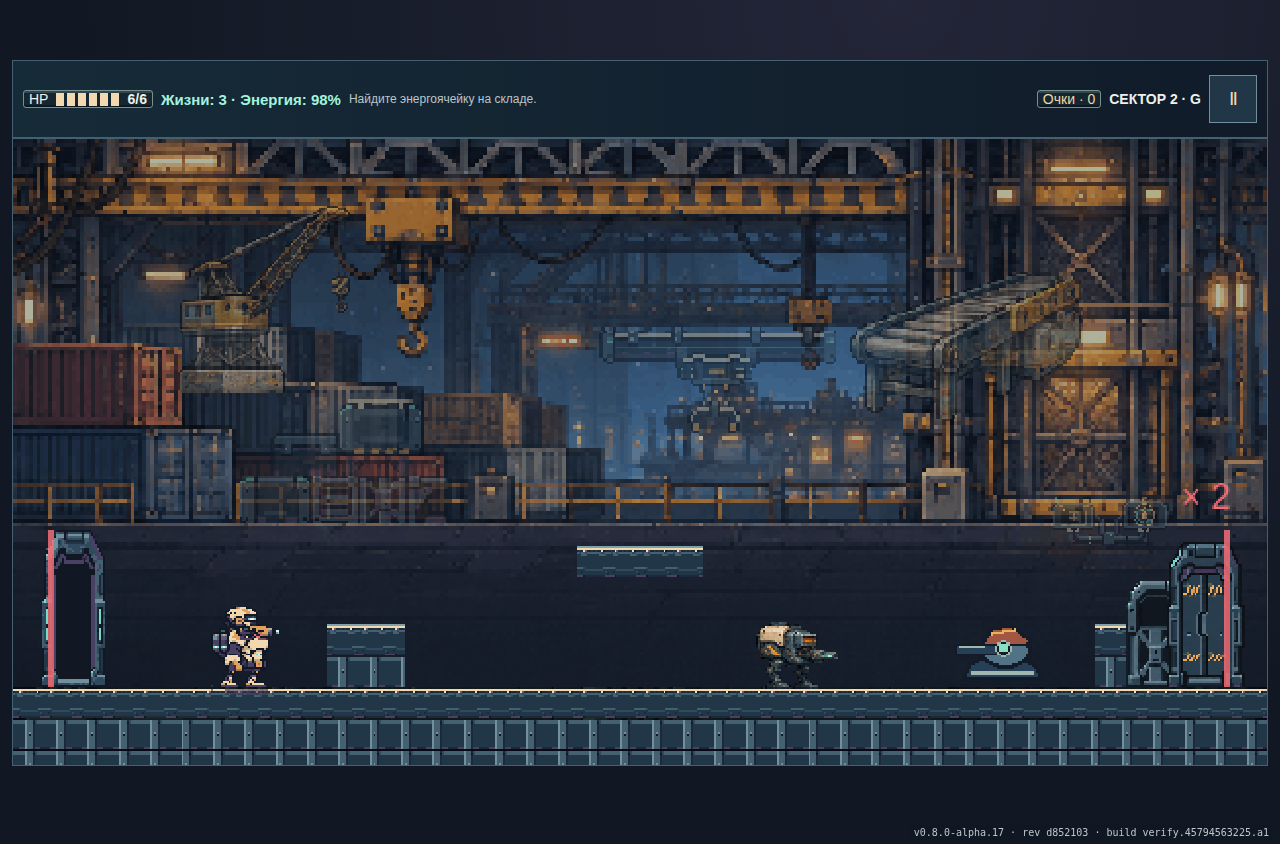 HP 6/6 Жизни: 3 · Энергия: 98% Найдите энергоячейку на складе. Очки · 0 СЕКТОР 2 · G II
× 2
v0.8.0-alpha.17 · rev d852103 · build verify.45794563225.a1